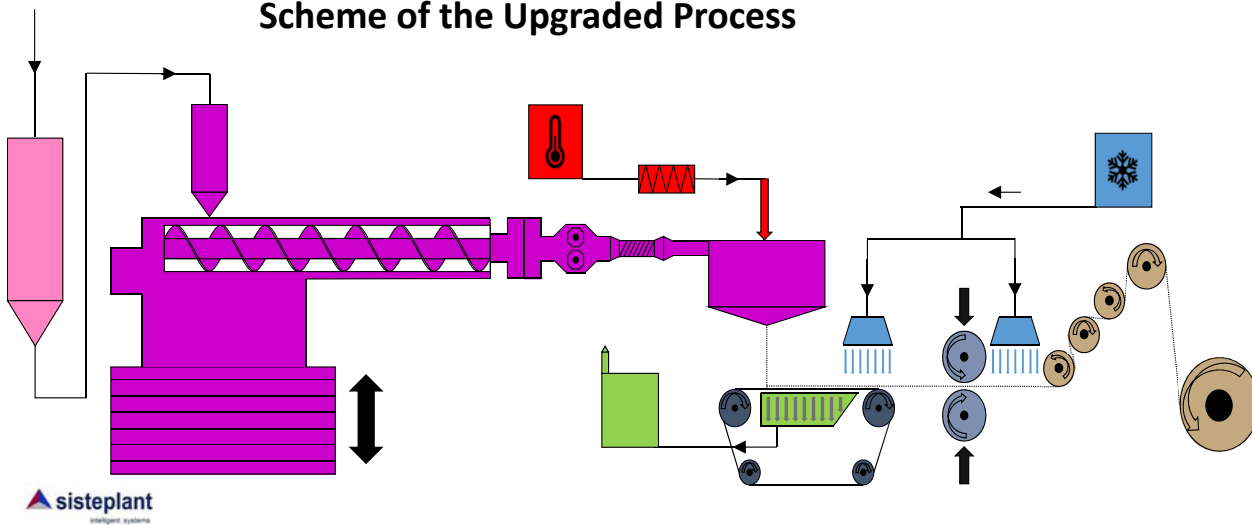 Scheme of the Upgraded Process
sisteplant
intelligent systems